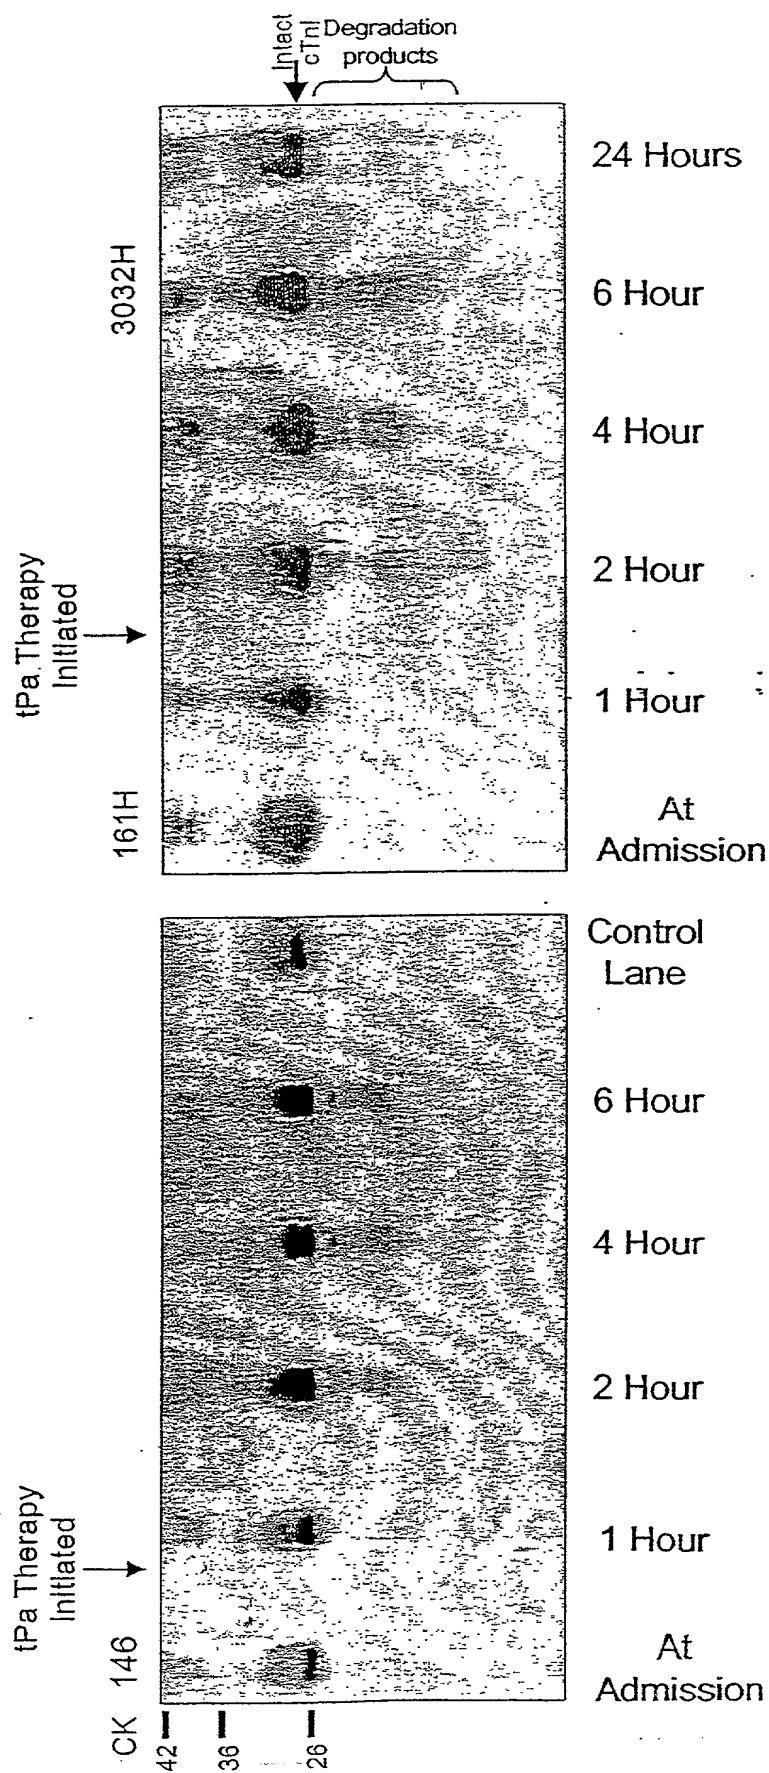 Intact
cTnI
Degradation
products
24 Hours
3032H
6 Hour
4 Hour
2 Hour
tPa Therapy
Initiated
1 Hour
161H
At
Admission
Control
Lane
6 Hour
4 Hour
2 Hour
1 Hour
tPa Therapy
Initiated
At
Admission
CK 146
42
36
26